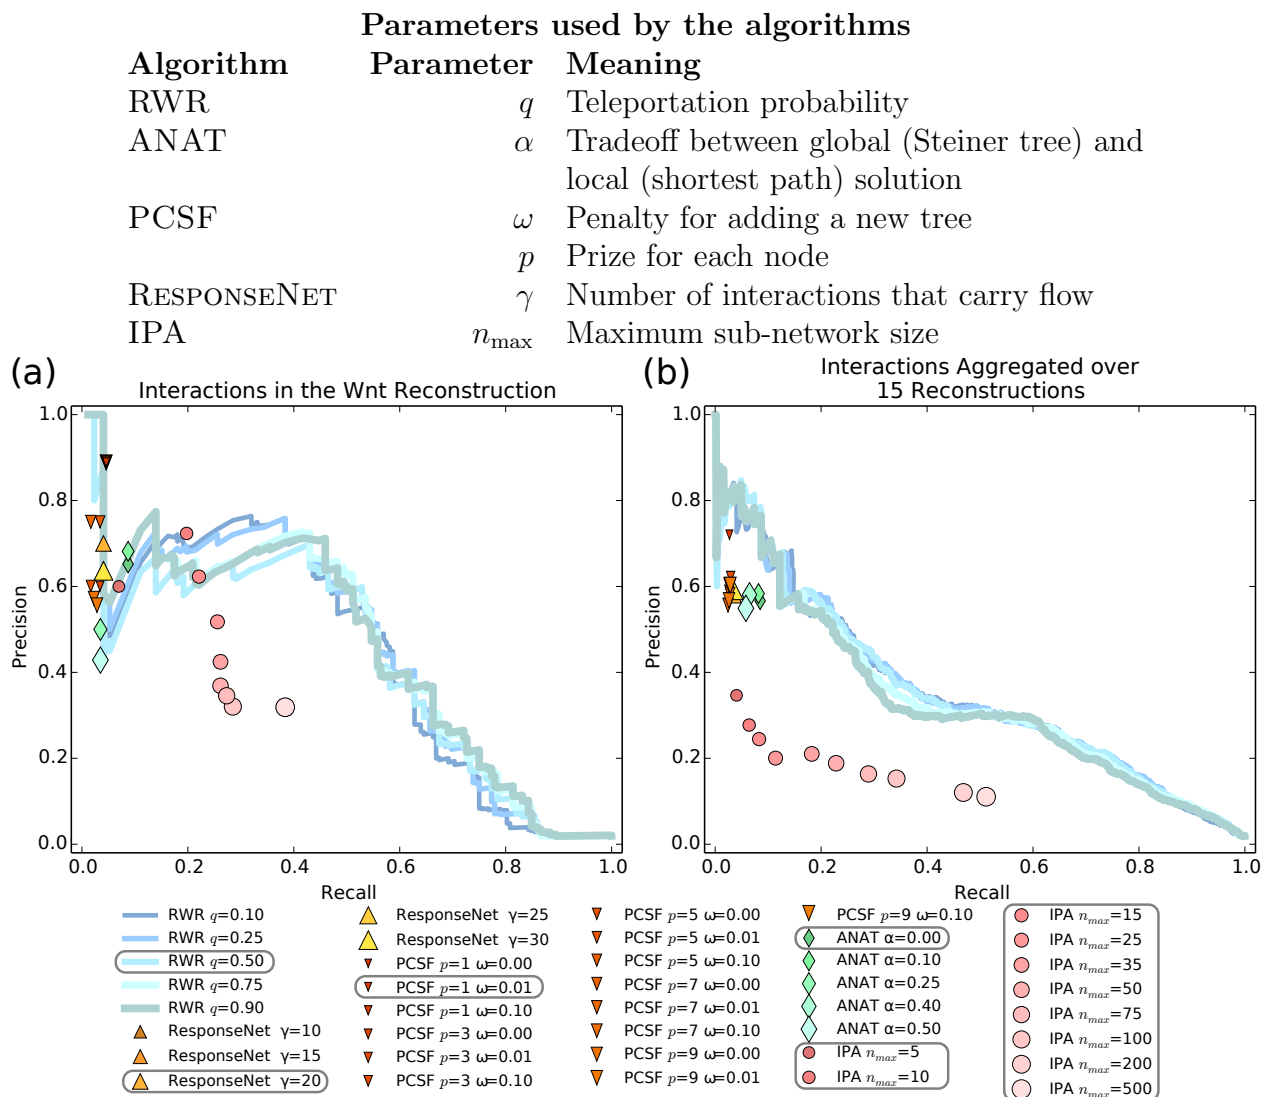 Parameters used by the algorithms
Algorithm Parameter Meaning
RWR q Teleportation probability
ANAT α Tradeoff between global (Steiner tree) and
local (shortest path) solution
PCSF ω Penalty for adding a new tree
p Prize for each node
RESPONSENET γ Number of interactions that carry flow
IPA nmax Maximum sub-network size
(a)
Interactions in the Wnt Reconstruction
1.0
0.8
0.6
0.4
0.2
0.0
Precision
0.0 0.2 0.4 0.6 0.8 1.0
Recall
(b)
Interactions Aggregated over
15 Reconstructions
1.0
0.8
0.6
0.4
0.2
0.0
Precision
0.0 0.2 0.4 0.6 0.8 1.0
Recall
RWR q=0.10
RWR q=0.25
RWR q=0.50
RWR q=0.75
RWR q=0.90
ResponseNet γ=10
ResponseNet γ=15
ResponseNet γ=20
ResponseNet γ=25
ResponseNet γ=30
PCSF p=1 ω=0.00
PCSF p=1 ω=0.01
PCSF p=1 ω=0.10
PCSF p=3 ω=0.00
PCSF p=3 ω=0.01
PCSF p=3 ω=0.10
PCSF p=5 ω=0.00
PCSF p=5 ω=0.01
PCSF p=5 ω=0.10
PCSF p=7 ω=0.00
PCSF p=7 ω=0.01
PCSF p=7 ω=0.10
PCSF p=9 ω=0.00
PCSF p=9 ω=0.01
PCSF p=9 ω=0.10
ANAT α=0.00
ANAT α=0.10
ANAT α=0.25
ANAT α=0.40
ANAT α=0.50
IPA nmax=5
IPA nmax=10
IPA nmax=15
IPA nmax=25
IPA nmax=35
IPA nmax=50
IPA nmax=75
IPA nmax=100
IPA nmax=200
IPA nmax=500